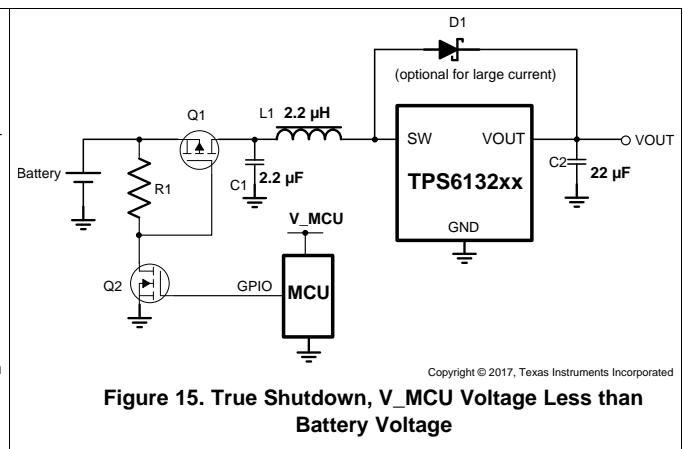 D1
(optional for large current)
Q1
L1 2.2 µH
SW VOUT
VOUT
Battery
R1
C1
2.2 µF
TPS6132xx
C2
22 µF
GND
V_MCU
Q2
GPIO
MCU
Copyright © 2017, Texas Instruments Incorporated
Figure 15. True Shutdown, V_MCU Voltage Less than
Battery Voltage